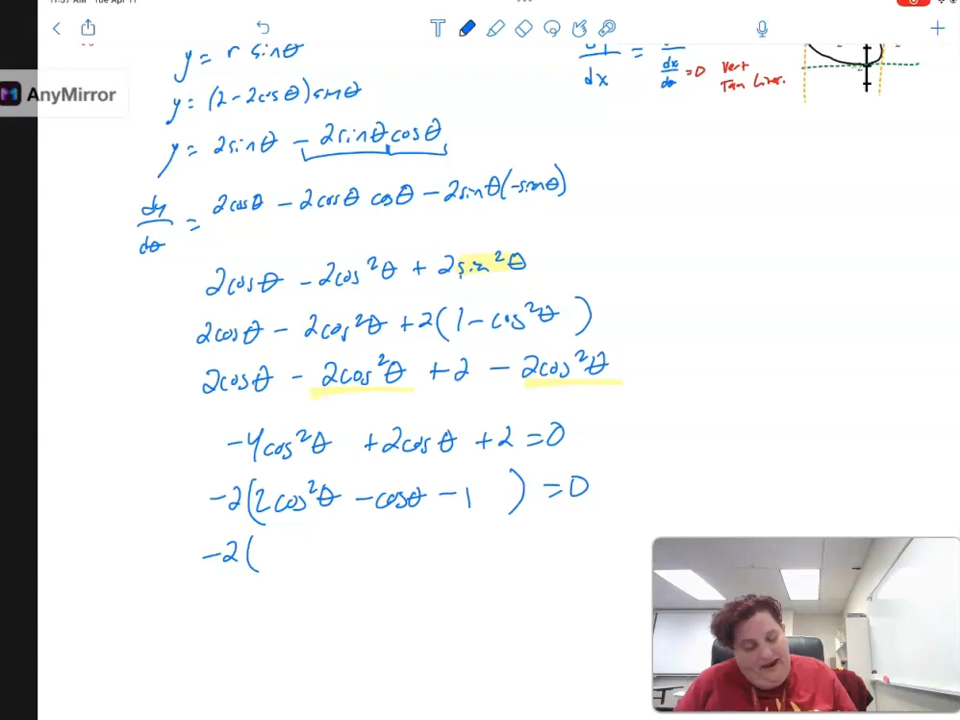 AnyMirror
y = r sinθ
y = (2 - 2cosθ) sinθ
y = 2sinθ - 2sinθcosθ
dy/dθ = 2cosθ - 2cosθ cosθ - 2sinθ(-sinθ)
2cosθ - 2cos²θ + 2sin²θ
2cosθ - 2cos²θ + 2(1 - cos²θ)
2cosθ - 2cos²θ + 2 - 2cos²θ
-4cos²θ + 2cosθ + 2 = 0
-2(2cos²θ - cosθ - 1) = 0
-2(
dx =
dx/dθ = 0 Vert
Tan Lines.